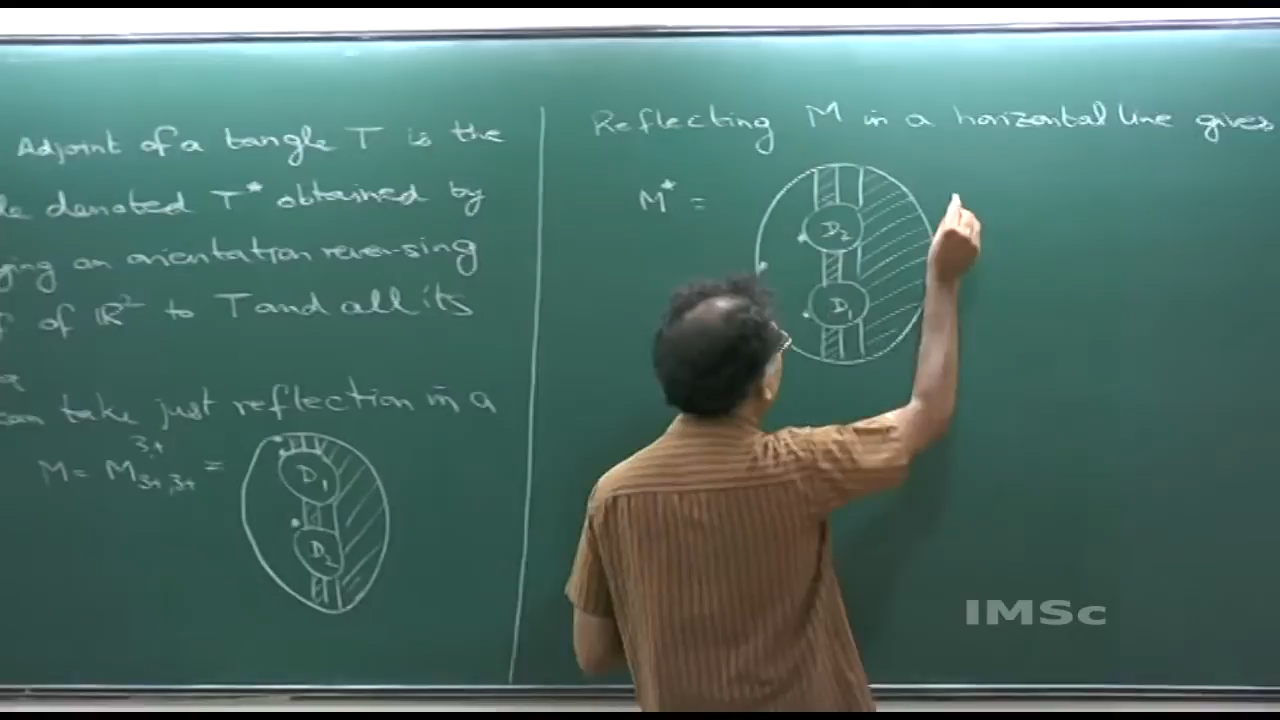 Adjoint of a tangle T is the
denoted T* obtained by
ging an orientation reversing
of ℝ² to T and all its
take just reflection in a
M = M³⁺₃₊,₃₊ =
D₁
D₂
Reflecting M in a horizontal line gives
M* =
D₂
D₁
IMSc